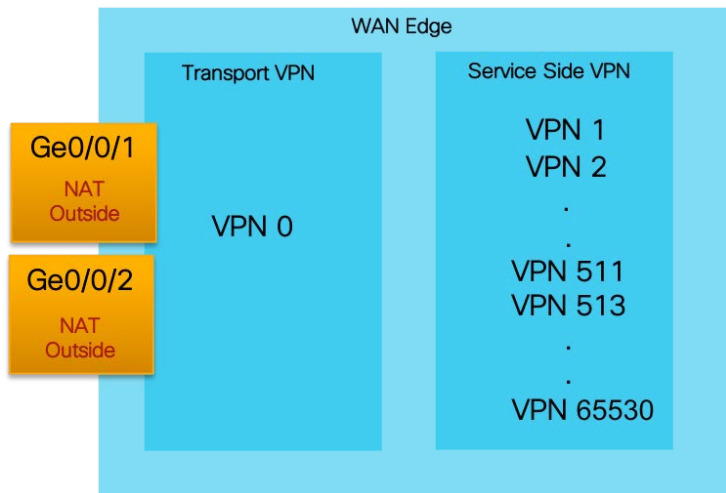 WAN Edge
Transport VPN
Service Side VPN
Ge0/0/1
NAT
Outside
VPN 0
Ge0/0/2
NAT
Outside
VPN 1
VPN 2
.
.
VPN 511
VPN 513
.
.
VPN 65530